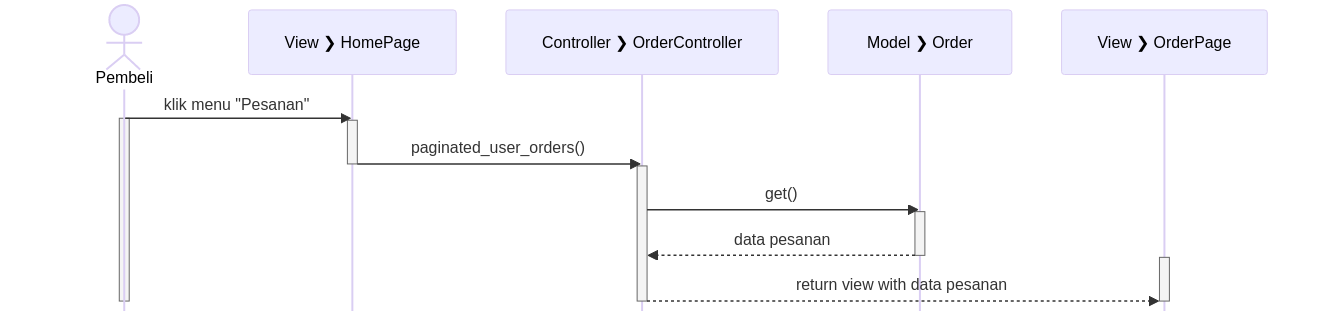 Pembeli
View ❯ HomePage
Controller ❯ OrderController
Model ❯ Order
View ❯ OrderPage
klik menu "Pesanan"
paginated_user_orders()
get()
data pesanan
return view with data pesanan